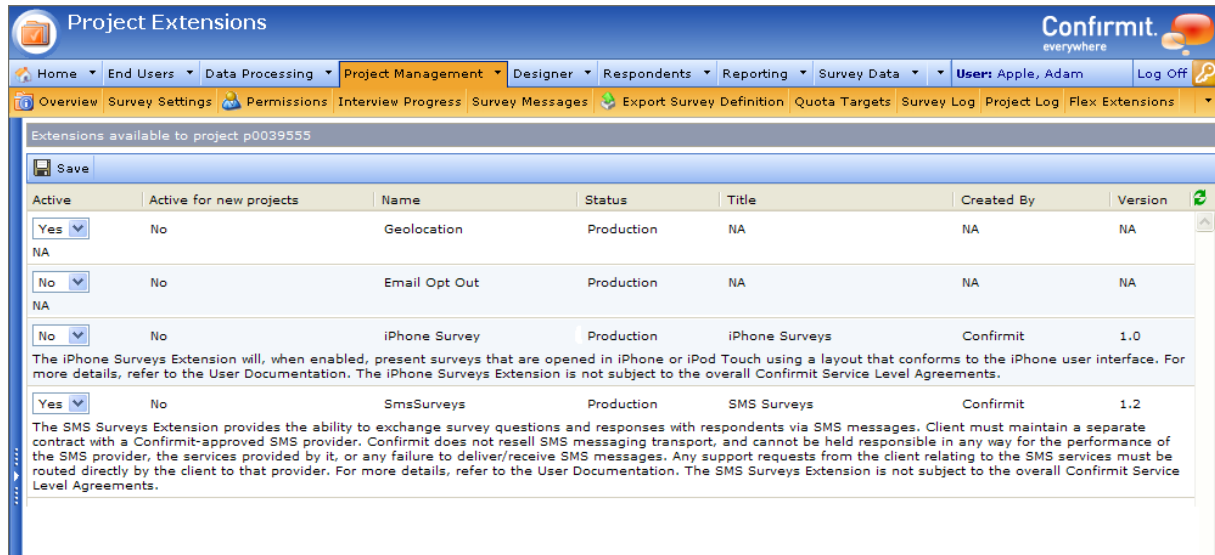 Project Extensions
Confirmit.
everywhere
Home End Users Data Processing Project Management Designer Respondents Reporting Survey Data User: Apple, Adam Log Off
Overview Survey Settings Permissions Interview Progress Survey Messages Export Survey Definition Quota Targets Survey Log Project Log Flex Extensions
Extensions available to project p0039555
Save
Active Active for new projects Name Status Title Created By Version
Yes No Geolocation Production NA NA NA
NA
No No Email Opt Out Production NA NA NA
NA
No No iPhone Survey Production iPhone Surveys Confirmit 1.0
The iPhone Surveys Extension will, when enabled, present surveys that are opened in iPhone or iPod Touch using a layout that conforms to the iPhone user interface. For
more details, refer to the User Documentation. The iPhone Surveys Extension is not subject to the overall Confirmit Service Level Agreements.
Yes No SmsSurveys Production SMS Surveys Confirmit 1.2
The SMS Surveys Extension provides the ability to exchange survey questions and responses with respondents via SMS messages. Client must maintain a separate
contract with a Confirmit-approved SMS provider. Confirmit does not resell SMS messaging transport, and cannot be held responsible in any way for the performance of
the SMS provider, the services provided by it, or any failure to deliver/receive SMS messages. Any support requests from the client relating to the SMS services must be
routed directly by the client to that provider. For more details, refer to the User Documentation. The SMS Surveys Extension is not subject to the overall Confirmit Service
Level Agreements.